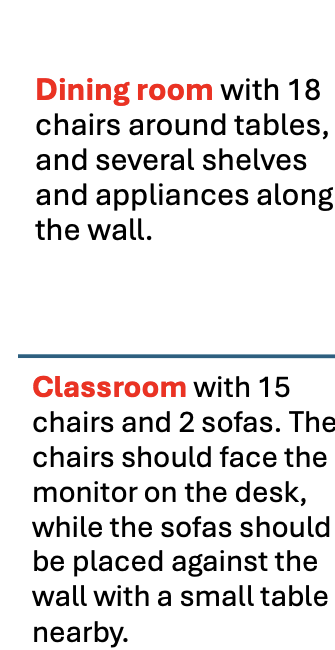 Dining room with 18
chairs around tables,
and several shelves
and appliances along
the wall.
Classroom with 15
chairs and 2 sofas. The
chairs should face the
monitor on the desk,
while the sofas should
be placed against the
wall with a small table
nearby.